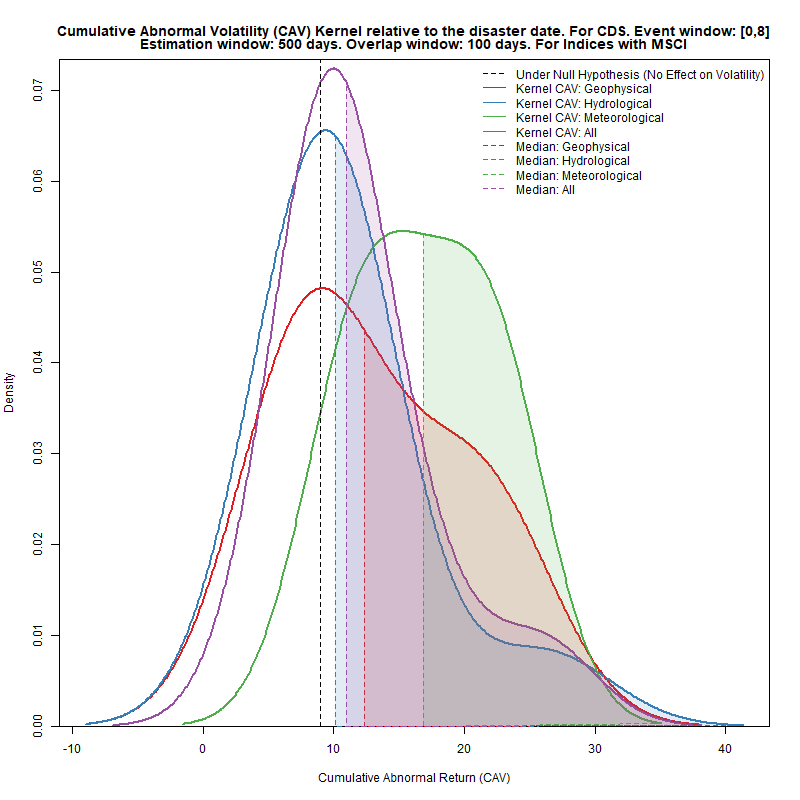 Cumulative Abnormal Volatility (CAV) Kernel relative to the disaster date. For CDS. Event window: [0,8]
Estimation window: 500 days. Overlap window: 100 days. For Indices with MSCI
Under Null Hypothesis (No Effect on Volatility)
Kernel CAV: Geophysical
Kernel CAV: Hydrological
Kernel CAV: Meteorological
Kernel CAV: All
Median: Geophysical
Median: Hydrological
Median: Meteorological
Median: All
0.07
0.06
0.05
0.04
0.03
0.02
0.01
0.00
Density
-10 0 10 20 30 40
Cumulative Abnormal Return (CAV)